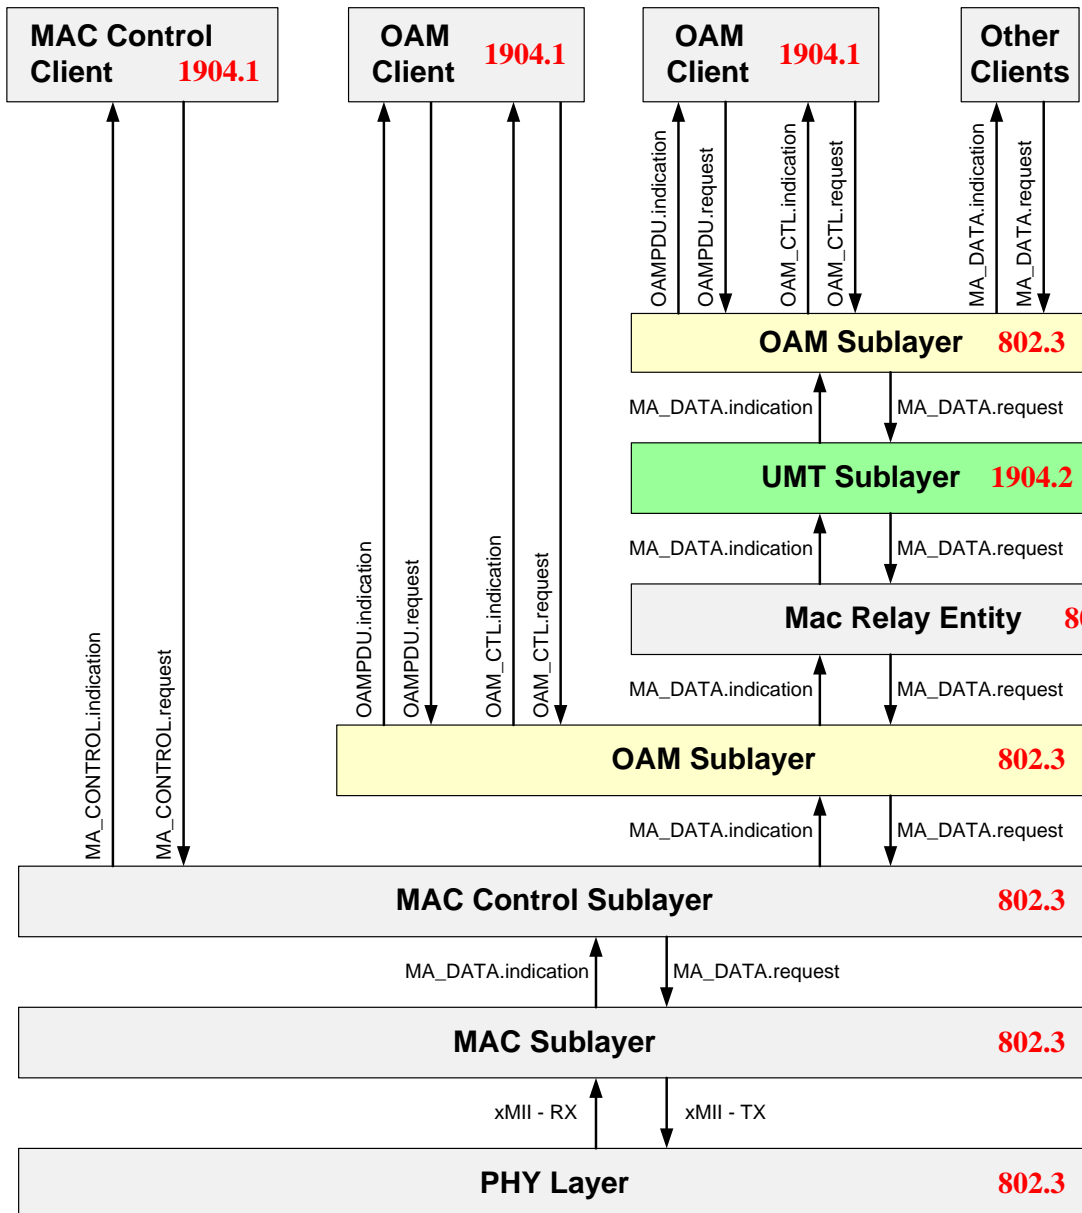 MAC Control
Client 1904.1
OAM
Client 1904.1
OAM
Client 1904.1
Other
Clients
MA_CONTROL.indication
MA_CONTROL.request
OAMPDU.indication
OAMPDU.request
OAM_CTL.indication
OAM_CTL.request
OAMPDU.indication
OAMPDU.request
OAM_CTL.indication
OAM_CTL.request
MA_DATA.indication
MA_DATA.request
OAM Sublayer 802.3
MA_DATA.indication MA_DATA.request
UMT Sublayer 1904.2
MA_DATA.indication MA_DATA.request
Mac Relay Entity
MA_DATA.indication MA_DATA.request
OAM Sublayer 802.3
MA_DATA.indication MA_DATA.request
MAC Control Sublayer 802.3
MA_DATA.indication MA_DATA.request
MAC Sublayer 802.3
xMII - RX xMII - TX
PHY Layer 802.3